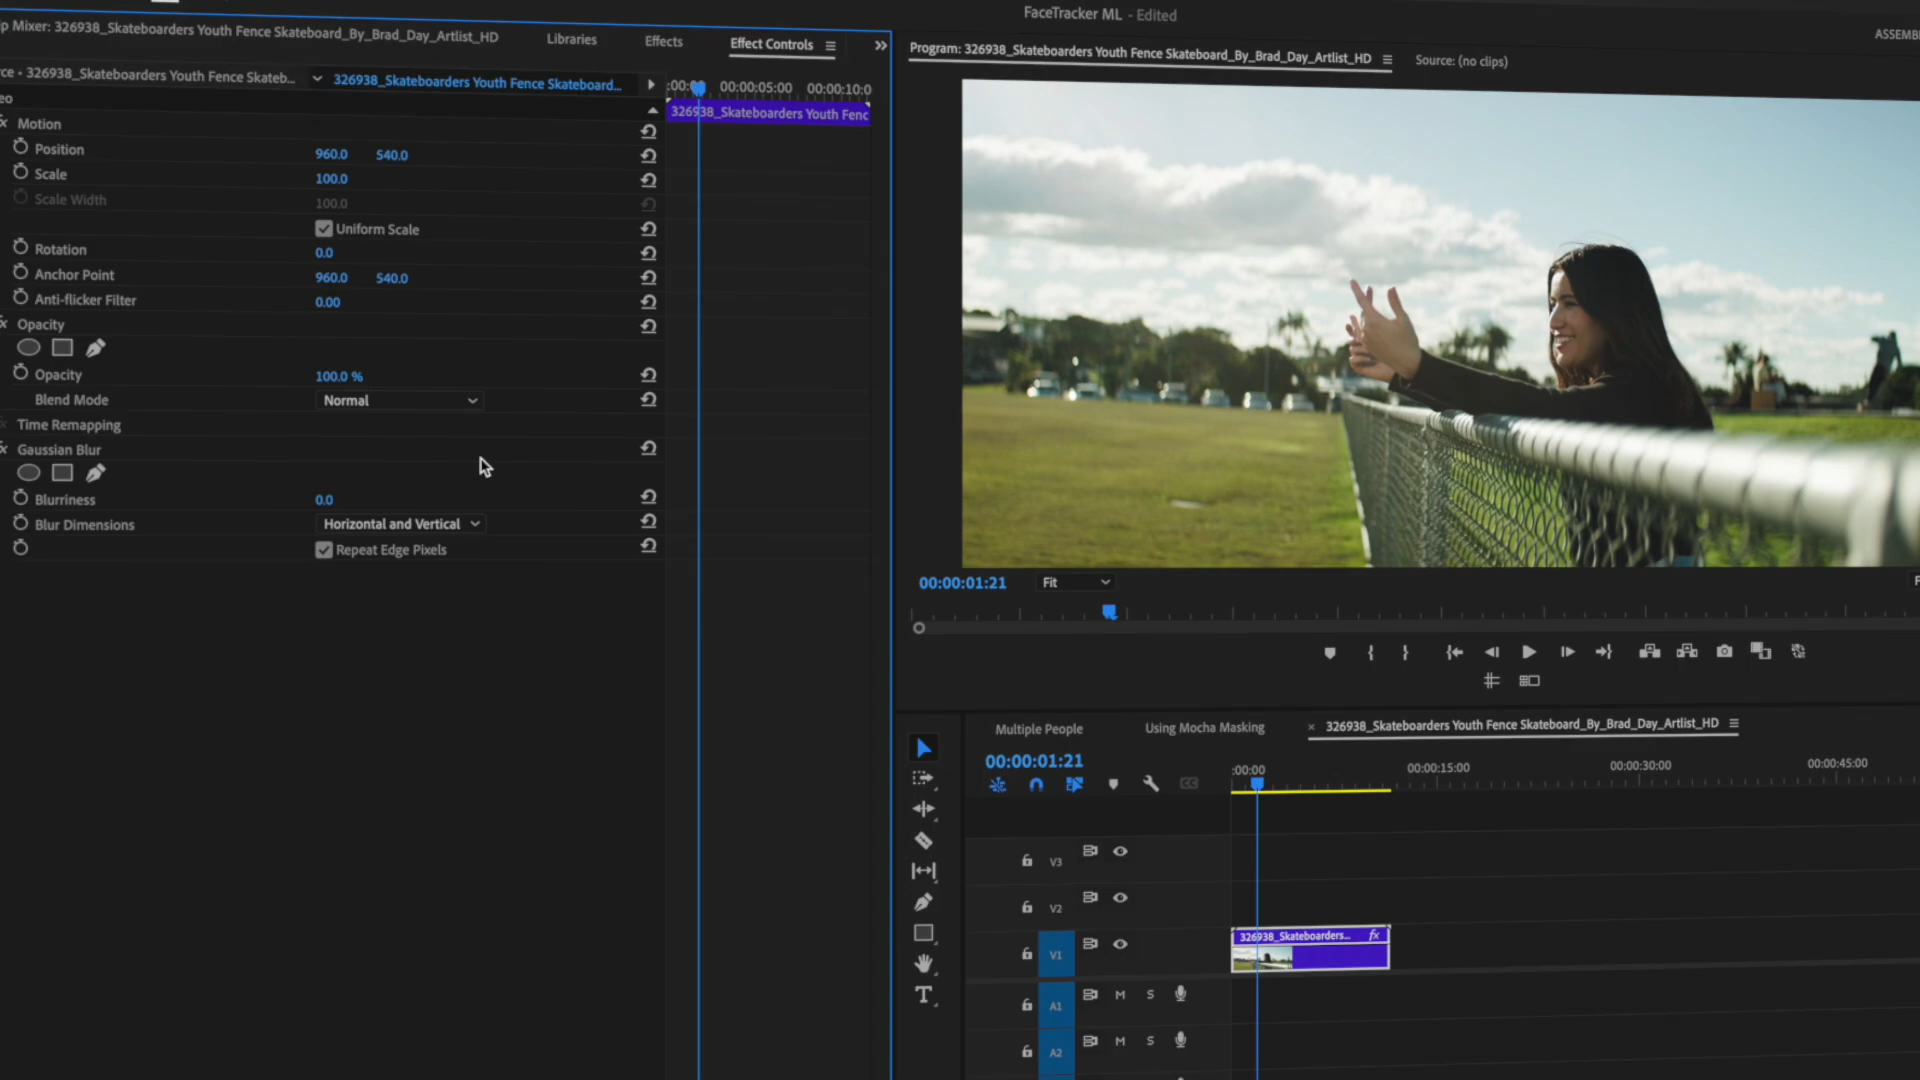 FaceTracker ML - Edited
ASSEMB
p Mixer: 326938_Skateboarders Youth Fence Skateboard_By_Brad_Day_Artlist_HD
Libraries
Effects
Effect Controls
Program: 326938_Skateboarders Youth Fence Skateboard_By_Brad_Day_Artlist_HD
Source: (no clips)
rce • 326938_Skateboarders Youth Fence Skateb...
326938_Skateboarders Youth Fence Skateboard...
:00:00
00:00:05:00
00:00:10:0
eo
326938_Skateboarders Youth Fenc
Motion
Position 960.0 540.0
Scale 100.0
Scale Width 100.0
Uniform Scale
Rotation 0.0
Anchor Point 960.0 540.0
Anti-flicker Filter 0.00
Opacity
Opacity 100.0 %
Blend Mode Normal
Time Remapping
Gaussian Blur
Blurriness 0.0
Blur Dimensions Horizontal and Vertical
Repeat Edge Pixels
00:00:01:21
Fit
F
Multiple People
Using Mocha Masking
× 326938_Skateboarders Youth Fence Skateboard_By_Brad_Day_Artlist_HD
00:00:01:21
:00:00
00:00:15:00
00:00:30:00
00:00:45:00
CC
V3
V2
326938_Skateboarders... fx
V1
A1 M S
A2 M S
T